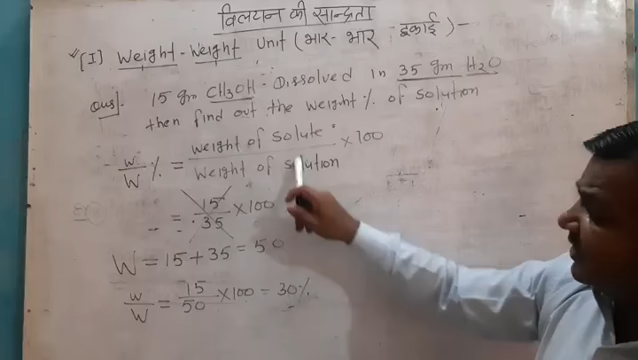 विलयन की सान्द्रता
[I] Weight-Weight Unit (भार-भार इकाई) -
Ques]. 15 gm CH3OH - Dissolved in 35 gm H2O
then find out the weight % of solution
w/W % = weight of solute / weight of solution × 100
= 15/35 × 100
W = 15 + 35 = 50
w/W = 15/50 × 100 = 30%